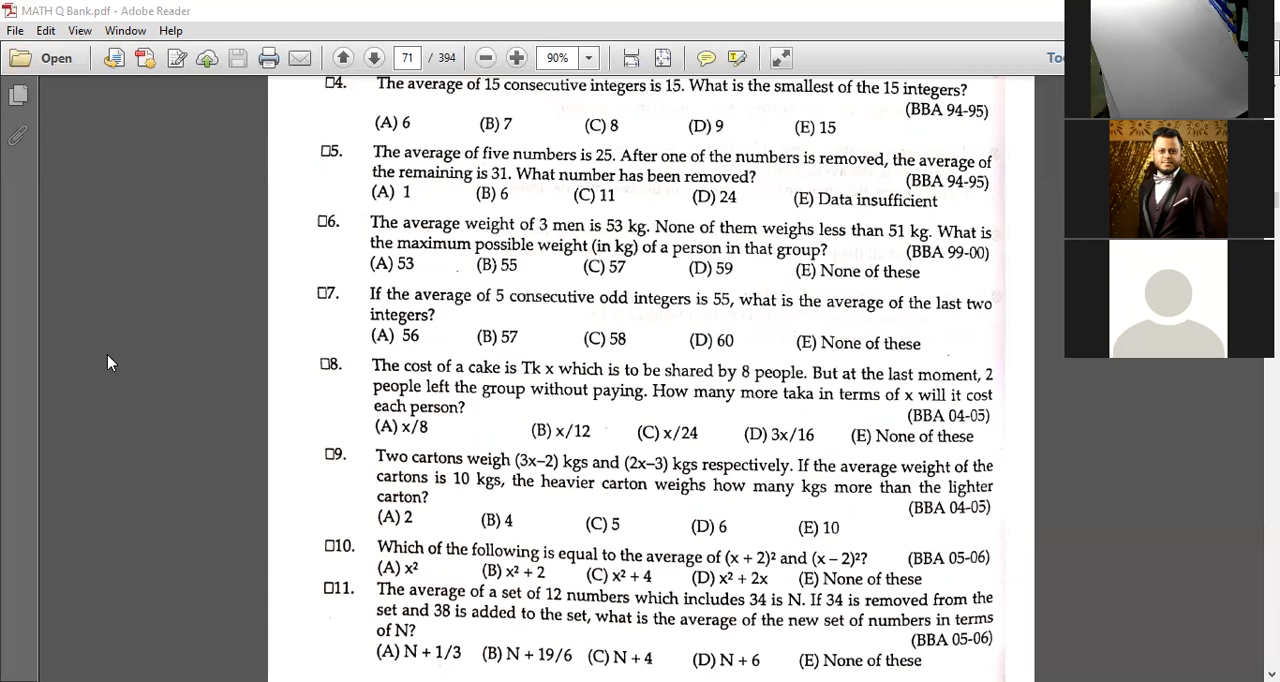 MATH Q Bank.pdf - Adobe Reader
File Edit View Window Help
Open 71 / 394 90%
4. The average of 15 consecutive integers is 15. What is the smallest of the 15 integers?
(BBA 94-95)
(A) 6 (B) 7 (C) 8 (D) 9 (E) 15
5. The average of five numbers is 25. After one of the numbers is removed, the average of
the remaining is 31. What number has been removed? (BBA 94-95)
(A) 1 (B) 6 (C) 11 (D) 24 (E) Data insufficient
6. The average weight of 3 men is 53 kg. None of them weighs less than 51 kg. What is
the maximum possible weight (in kg) of a person in that group? (BBA 99-00)
(A) 53 (B) 55 (C) 57 (D) 59 (E) None of these
7. If the average of 5 consecutive odd integers is 55, what is the average of the last two
integers?
(A) 56 (B) 57 (C) 58 (D) 60 (E) None of these
8. The cost of a cake is Tk x which is to be shared by 8 people. But at the last moment, 2
people left the group without paying. How many more taka in terms of x will it cost
each person? (BBA 04-05)
(A) x/8 (B) x/12 (C) x/24 (D) 3x/16 (E) None of these
9. Two cartons weigh (3x–2) kgs and (2x–3) kgs respectively. If the average weight of the
cartons is 10 kgs, the heavier carton weighs how many kgs more than the lighter
carton? (BBA 04-05)
(A) 2 (B) 4 (C) 5 (D) 6 (E) 10
10. Which of the following is equal to the average of (x + 2)² and (x – 2)²? (BBA 05-06)
(A) x² (B) x² + 2 (C) x² + 4 (D) x² + 2x (E) None of these
11. The average of a set of 12 numbers which includes 34 is N. If 34 is removed from the
set and 38 is added to the set, what is the average of the new set of numbers in terms
of N? (BBA 05-06)
(A) N + 1/3 (B) N + 19/6 (C) N + 4 (D) N + 6 (E) None of these